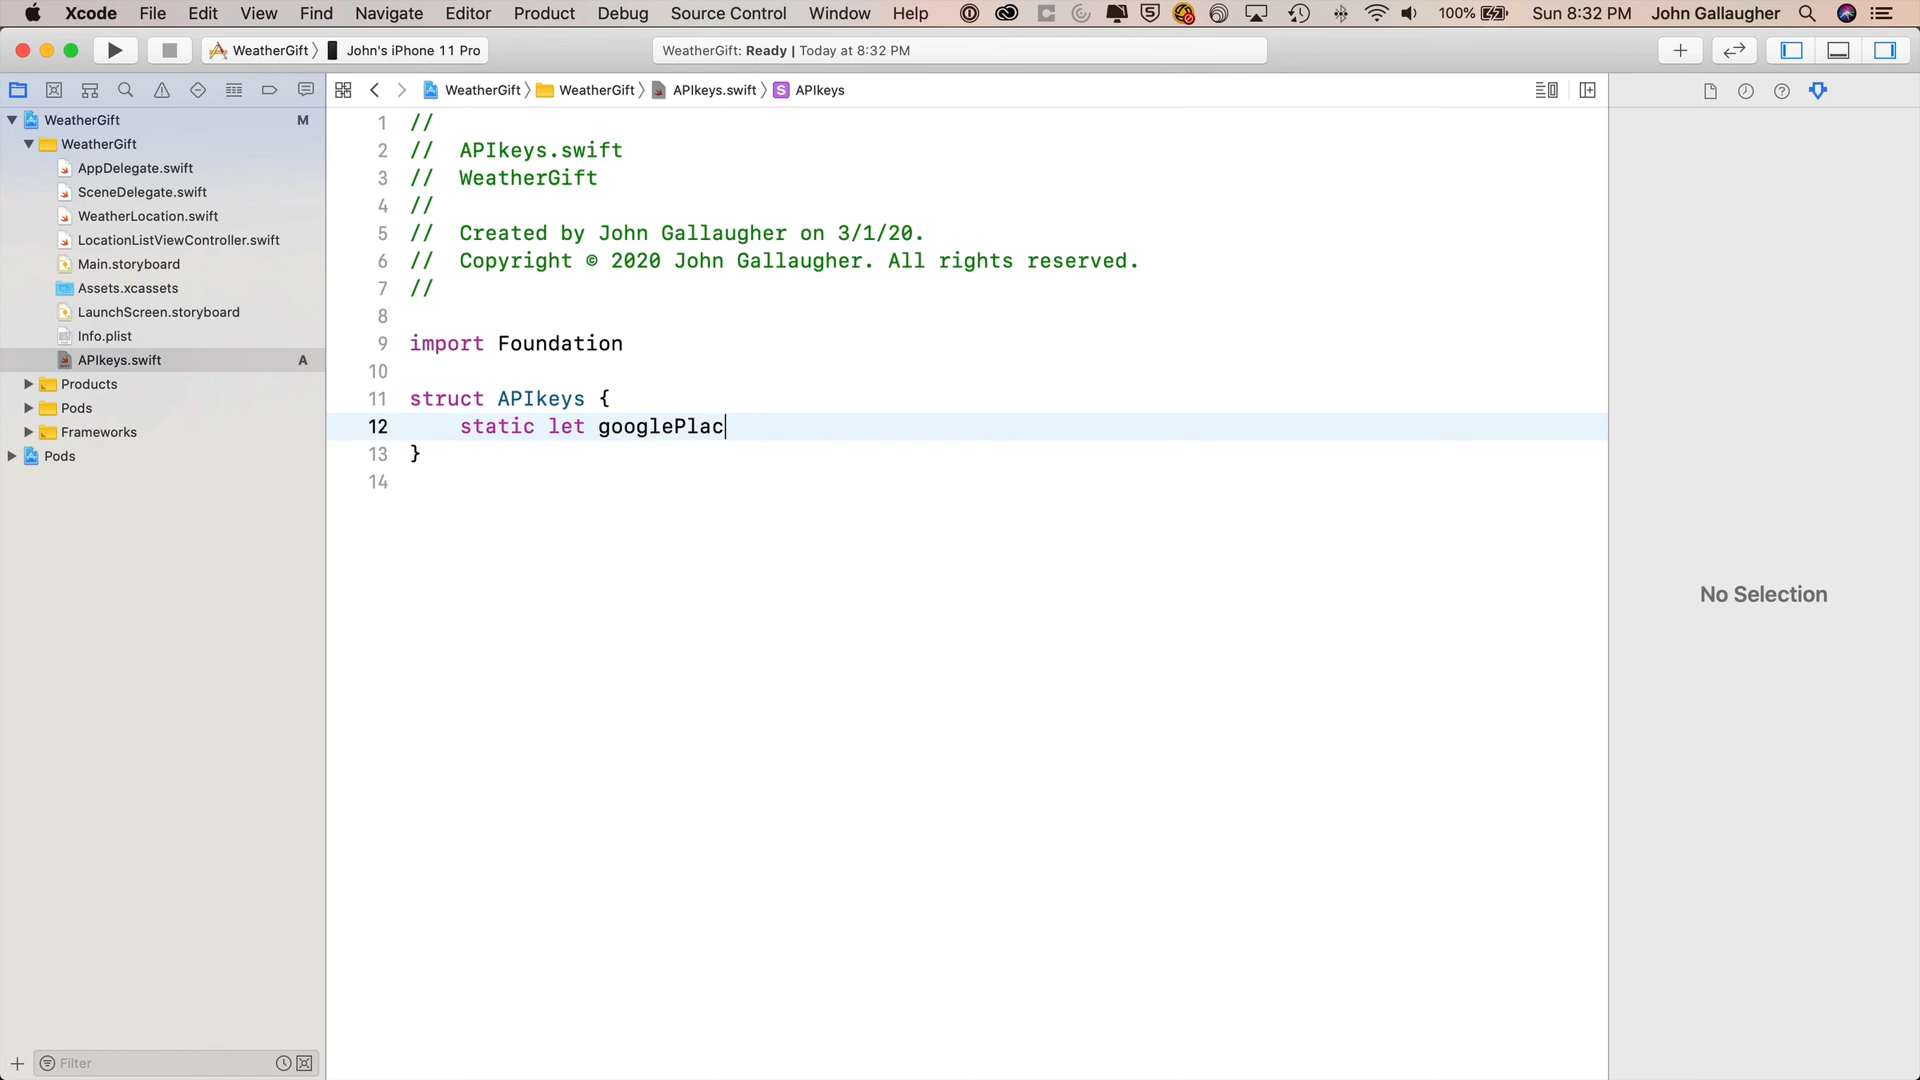 Xcode File Edit View Find Navigate Editor Product Debug Source Control Window Help 100% Sun 8:32 PM John Gallaugher
WeatherGift John's iPhone 11 Pro WeatherGift: Ready | Today at 8:32 PM
WeatherGift WeatherGift APIkeys.swift S APIkeys
WeatherGift M
WeatherGift
AppDelegate.swift
SceneDelegate.swift
WeatherLocation.swift
LocationListViewController.swift
Main.storyboard
Assets.xcassets
LaunchScreen.storyboard
Info.plist
APIkeys.swift A
Products
Pods
Frameworks
Pods
Filter
1 //
2 // APIkeys.swift
3 // WeatherGift
4 //
5 // Created by John Gallaugher on 3/1/20.
6 // Copyright © 2020 John Gallaugher. All rights reserved.
7 //
8
9 import Foundation
10
11 struct APIkeys {
12 static let googlePlac
13 }
14
No Selection